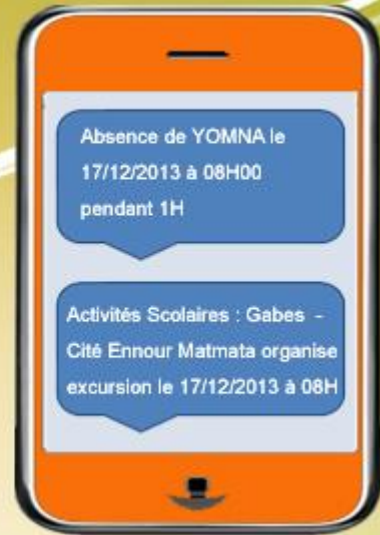 Absence de YOMNA le
17/12/2013 à 08H00
pendant 1H
Activités Scolaires : Gabes -
Cité Ennour Matmata organise
excursion le 17/12/2013 à 08H